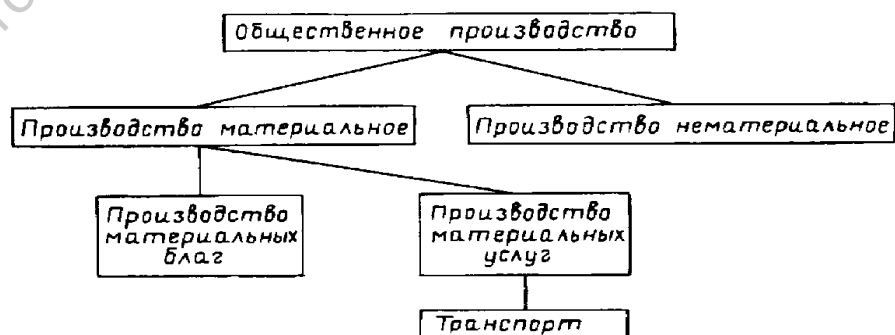 Общественное производство
Производство материальное
Производство нематериальное
Производство
материальных
благ
Производство
материальных
услуг
Транспорт